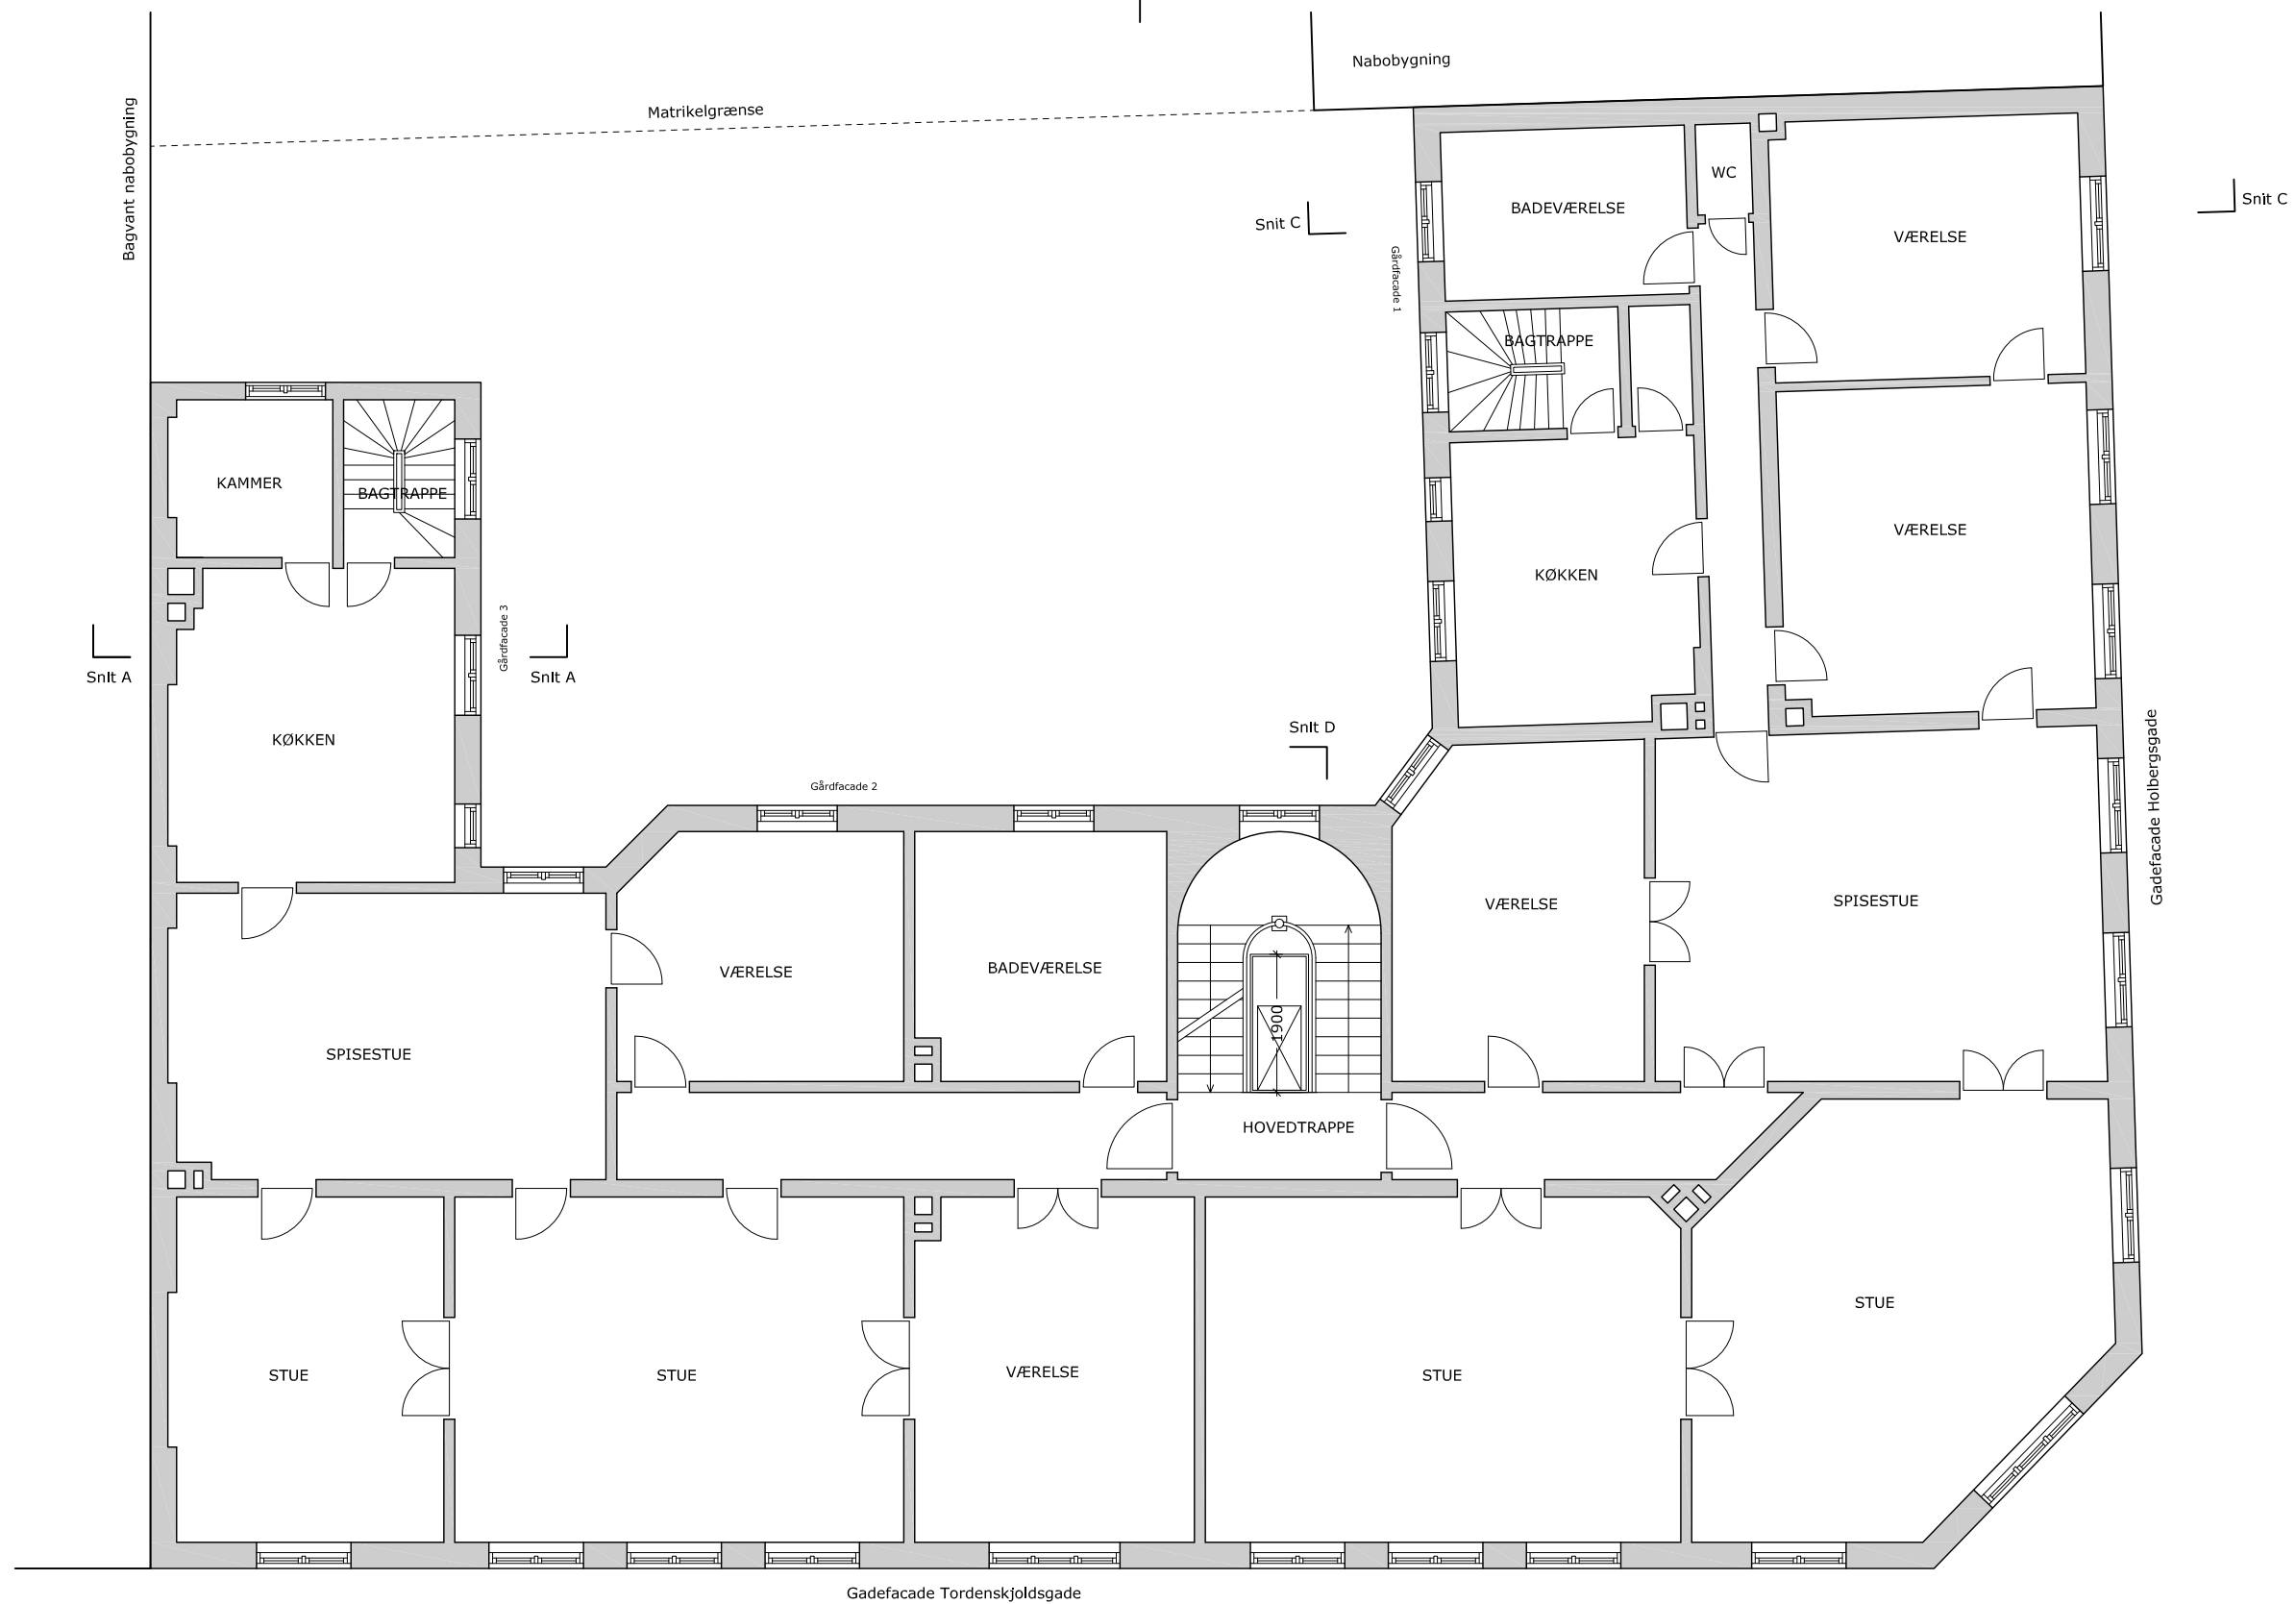 Nabobygning
Matrikelgrænse
Bagvant nabobygning
WC
Snit C
BADEVÆRELSE
Snit C
VÆRELSE
Gårdfacade 1
BAGTRAPPE
KAMMER
BAGTRAPPE
VÆRELSE
KØKKEN
Gårdfacade 3
Snit A
Snit A
Snit D
KØKKEN
Gårdfacade 2
Gadefacade Holbergsgade
VÆRELSE
SPISESTUE
VÆRELSE
BADEVÆRELSE
1900
SPISESTUE
HOVEDTRAPPE
STUE
STUE
STUE
VÆRELSE
STUE
Gadefacade Tordenskjoldsgade